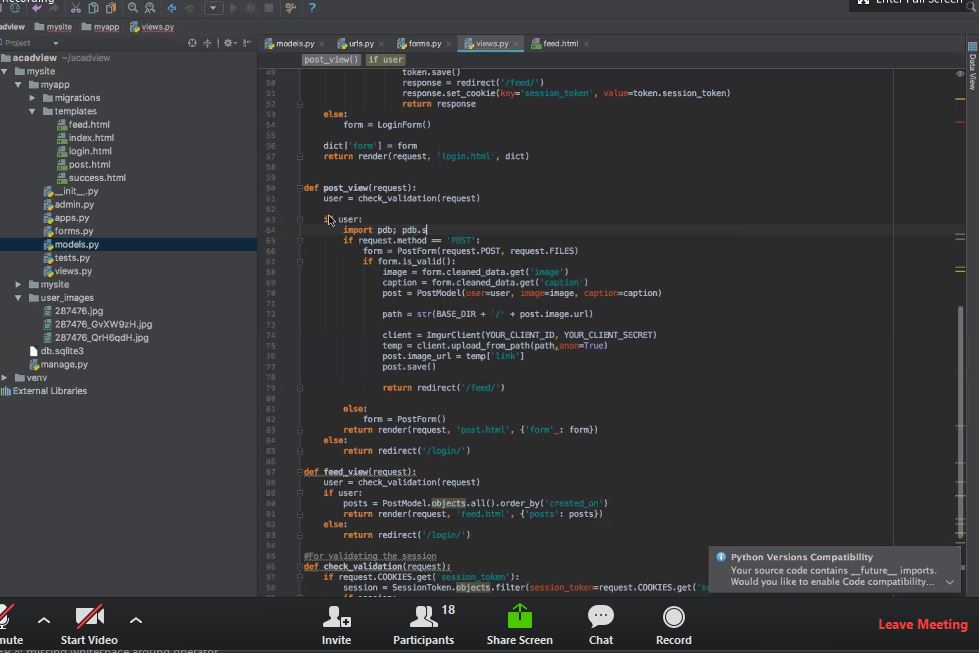 Enter Full Screen
adview mysite myapp views.py
Project
models.py urls.py forms.py views.py feed.html
post_view() if user
Data View
acadview ~/acadview
mysite
myapp
migrations
templates
feed.html
index.html
login.html
post.html
success.html
__init__.py
admin.py
apps.py
forms.py
models.py
tests.py
views.py
mysite
user_images
287476.jpg
287476_GvXW9zH.jpg
287476_QrH6qdH.jpg
db.sqlite3
manage.py
venv
External Libraries
49 token.save()
50 response = redirect('/feed/')
51 response.set_cookie(key='session_token', value=token.session_token)
52 return response
53 else:
54 form = LoginForm()
55
56 dict['form'] = form
57 return render(request, 'login.html', dict)
58
59
60 def post_view(request):
61 user = check_validation(request)
62
63 if user:
64 import pdb; pdb.s
65 if request.method == 'POST':
66 form = PostForm(request.POST, request.FILES)
67 if form.is_valid():
68 image = form.cleaned_data.get('image')
69 caption = form.cleaned_data.get('caption')
70 post = PostModel(user=user, image=image, caption=caption)
71
72 path = str(BASE_DIR + '/' + post.image.url)
73
74 client = ImgurClient(YOUR_CLIENT_ID, YOUR_CLIENT_SECRET)
75 temp = client.upload_from_path(path,anon=True)
76 post.image_url = temp['link']
77 post.save()
78
79 return redirect('/feed/')
80
81 else:
82 form = PostForm()
83 return render(request, 'post.html', {'form' : form})
84 else:
85 return redirect('/login/')
86
87 def feed_view(request):
88 user = check_validation(request)
89 if user:
90 posts = PostModel.objects.all().order_by('created_on')
91 return render(request, 'feed.html', {'posts': posts})
92 else:
93 return redirect('/login/')
94
95 #For validating the session
96 def check_validation(request):
97 if request.COOKIES.get('session_token'):
98 session = SessionToken.objects.filter(session_token=request.COOKIES.get('se
Python Versions Compatibility
Your source code contains __future__ imports.
Would you like to enable Code compatibility...
mute
Start Video
Invite
18
Participants
Share Screen
Chat
Record
Leave Meeting
missing whitespace around operator